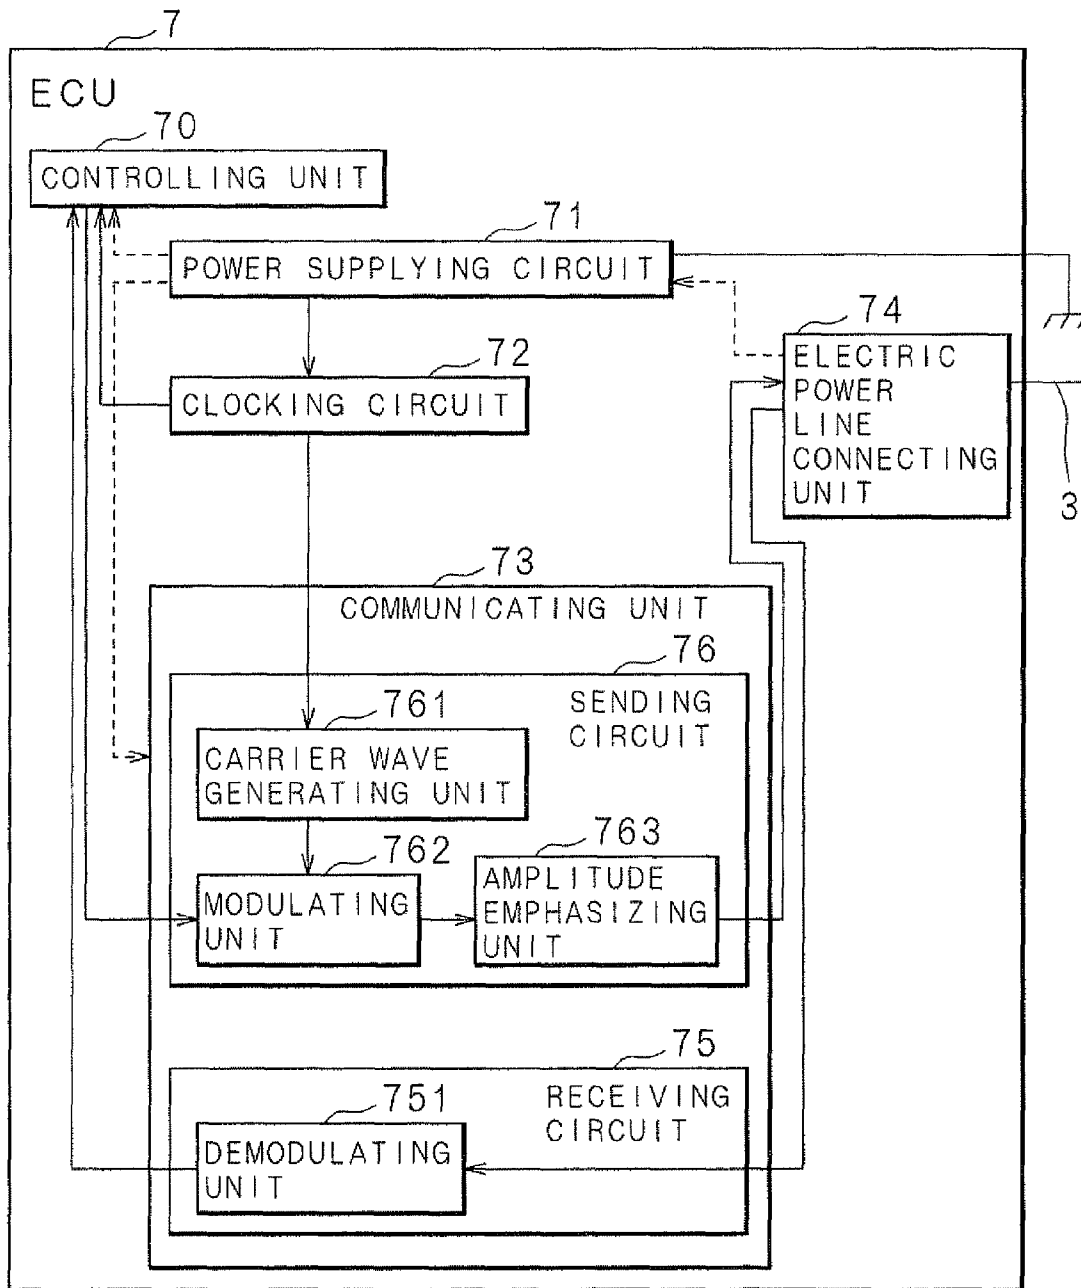 7
ECU
70
CONTROLLING UNIT
71
POWER SUPPLYING CIRCUIT
72
CLOCKING CIRCUIT
74
ELECTRIC
POWER
LINE
CONNECTING
UNIT
3
73
COMMUNICATING UNIT
76
SENDING
CIRCUIT
761
CARRIER WAVE
GENERATING UNIT
762
MODULATING
UNIT
763
AMPLITUDE
EMPHASIZING
UNIT
75
RECEIVING
CIRCUIT
751
DEMODULATING
UNIT